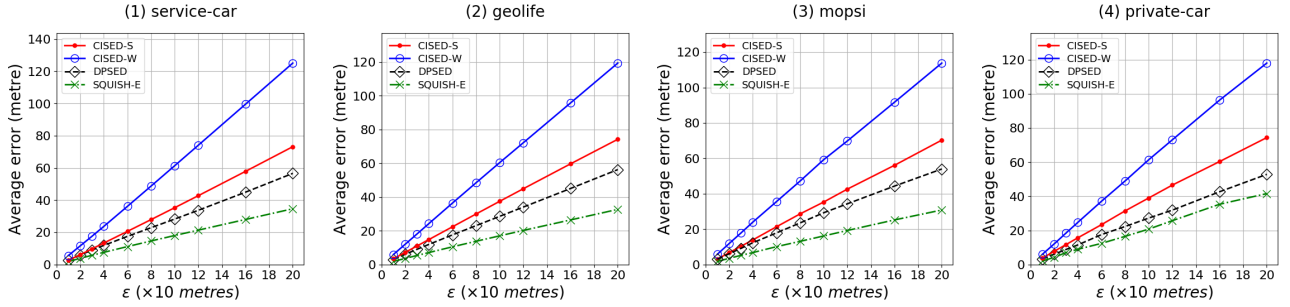 (1) service-car
Average error (metre)
140
120
100
80
60
40
20
0
CISED-S
CISED-W
DPSED
SQUISH-E
1 2 4 6 8 10 12 14 16 18 20
ε (×10 metres)
(2) geolife
Average error (metre)
120
100
80
60
40
20
0
CISED-S
CISED-W
DPSED
SQUISH-E
0 2 4 6 8 10 12 14 16 18 20
ε (×10 metres)
(3) mopsi
Average error (metre)
120
100
80
60
40
20
0
CISED-S
CISED-W
DPSED
SQUISH-E
0 2 4 6 8 10 12 14 16 18 20
ε (×10 metres)
(4) private-car
Average error (metre)
120
100
80
60
40
20
0
CISED-S
CISED-W
DPSED
SQUISH-E
0 2 4 6 8 10 12 14 16 18 20
ε (×10 metres)